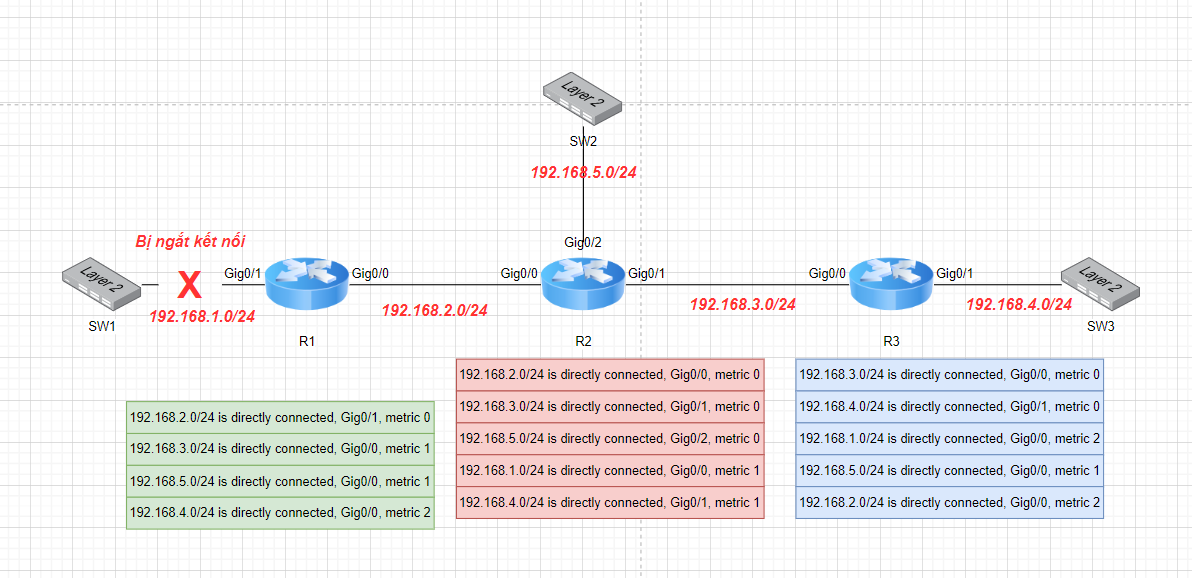 Layer 2
SW2
192.168.5.0/24
Gig0/2
Bị ngắt kết nối
Layer 2
X
Gig0/1
Gig0/0
Gig0/0
Gig0/1
Gig0/0
Gig0/1
Layer 2
192.168.1.0/24
192.168.2.0/24
192.168.3.0/24
192.168.4.0/24
SW1
R1
R2
R3
SW3
192.168.2.0/24 is directly connected, Gig0/1, metric 0
192.168.3.0/24 is directly connected, Gig0/0, metric 1
192.168.5.0/24 is directly connected, Gig0/0, metric 1
192.168.4.0/24 is directly connected, Gig0/0, metric 2
192.168.2.0/24 is directly connected, Gig0/0, metric 0
192.168.3.0/24 is directly connected, Gig0/1, metric 0
192.168.5.0/24 is directly connected, Gig0/2, metric 0
192.168.1.0/24 is directly connected, Gig0/0, metric 1
192.168.4.0/24 is directly connected, Gig0/1, metric 1
192.168.3.0/24 is directly connected, Gig0/0, metric 0
192.168.4.0/24 is directly connected, Gig0/1, metric 0
192.168.1.0/24 is directly connected, Gig0/0, metric 2
192.168.5.0/24 is directly connected, Gig0/0, metric 1
192.168.2.0/24 is directly connected, Gig0/0, metric 2